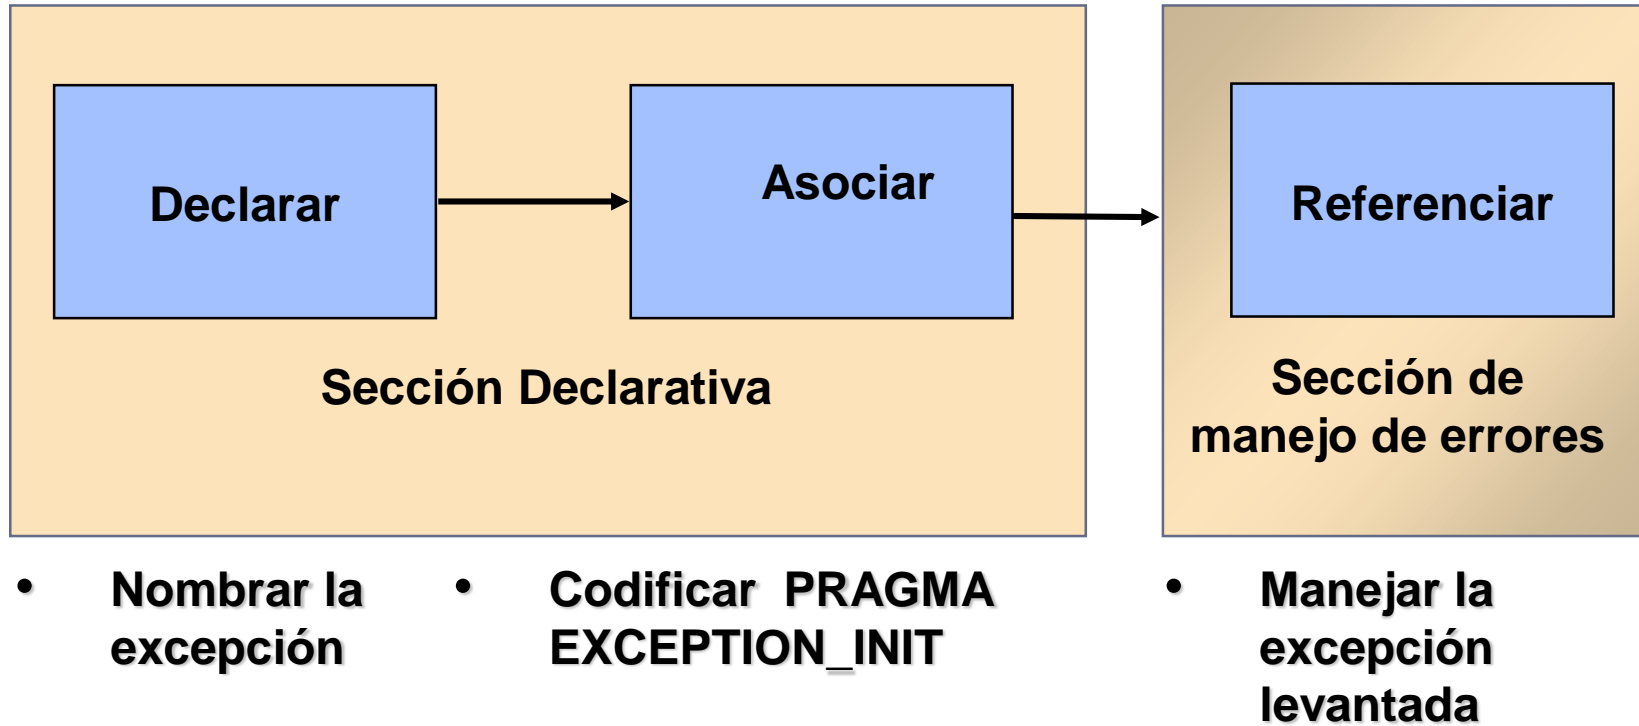 Declarar
Asociar
Referenciar
Sección Declarativa
Sección de
manejo de errores
• Nombrar la
excepción
• Codificar PRAGMA
EXCEPTION_INIT
• Manejar la
excepción
levantada